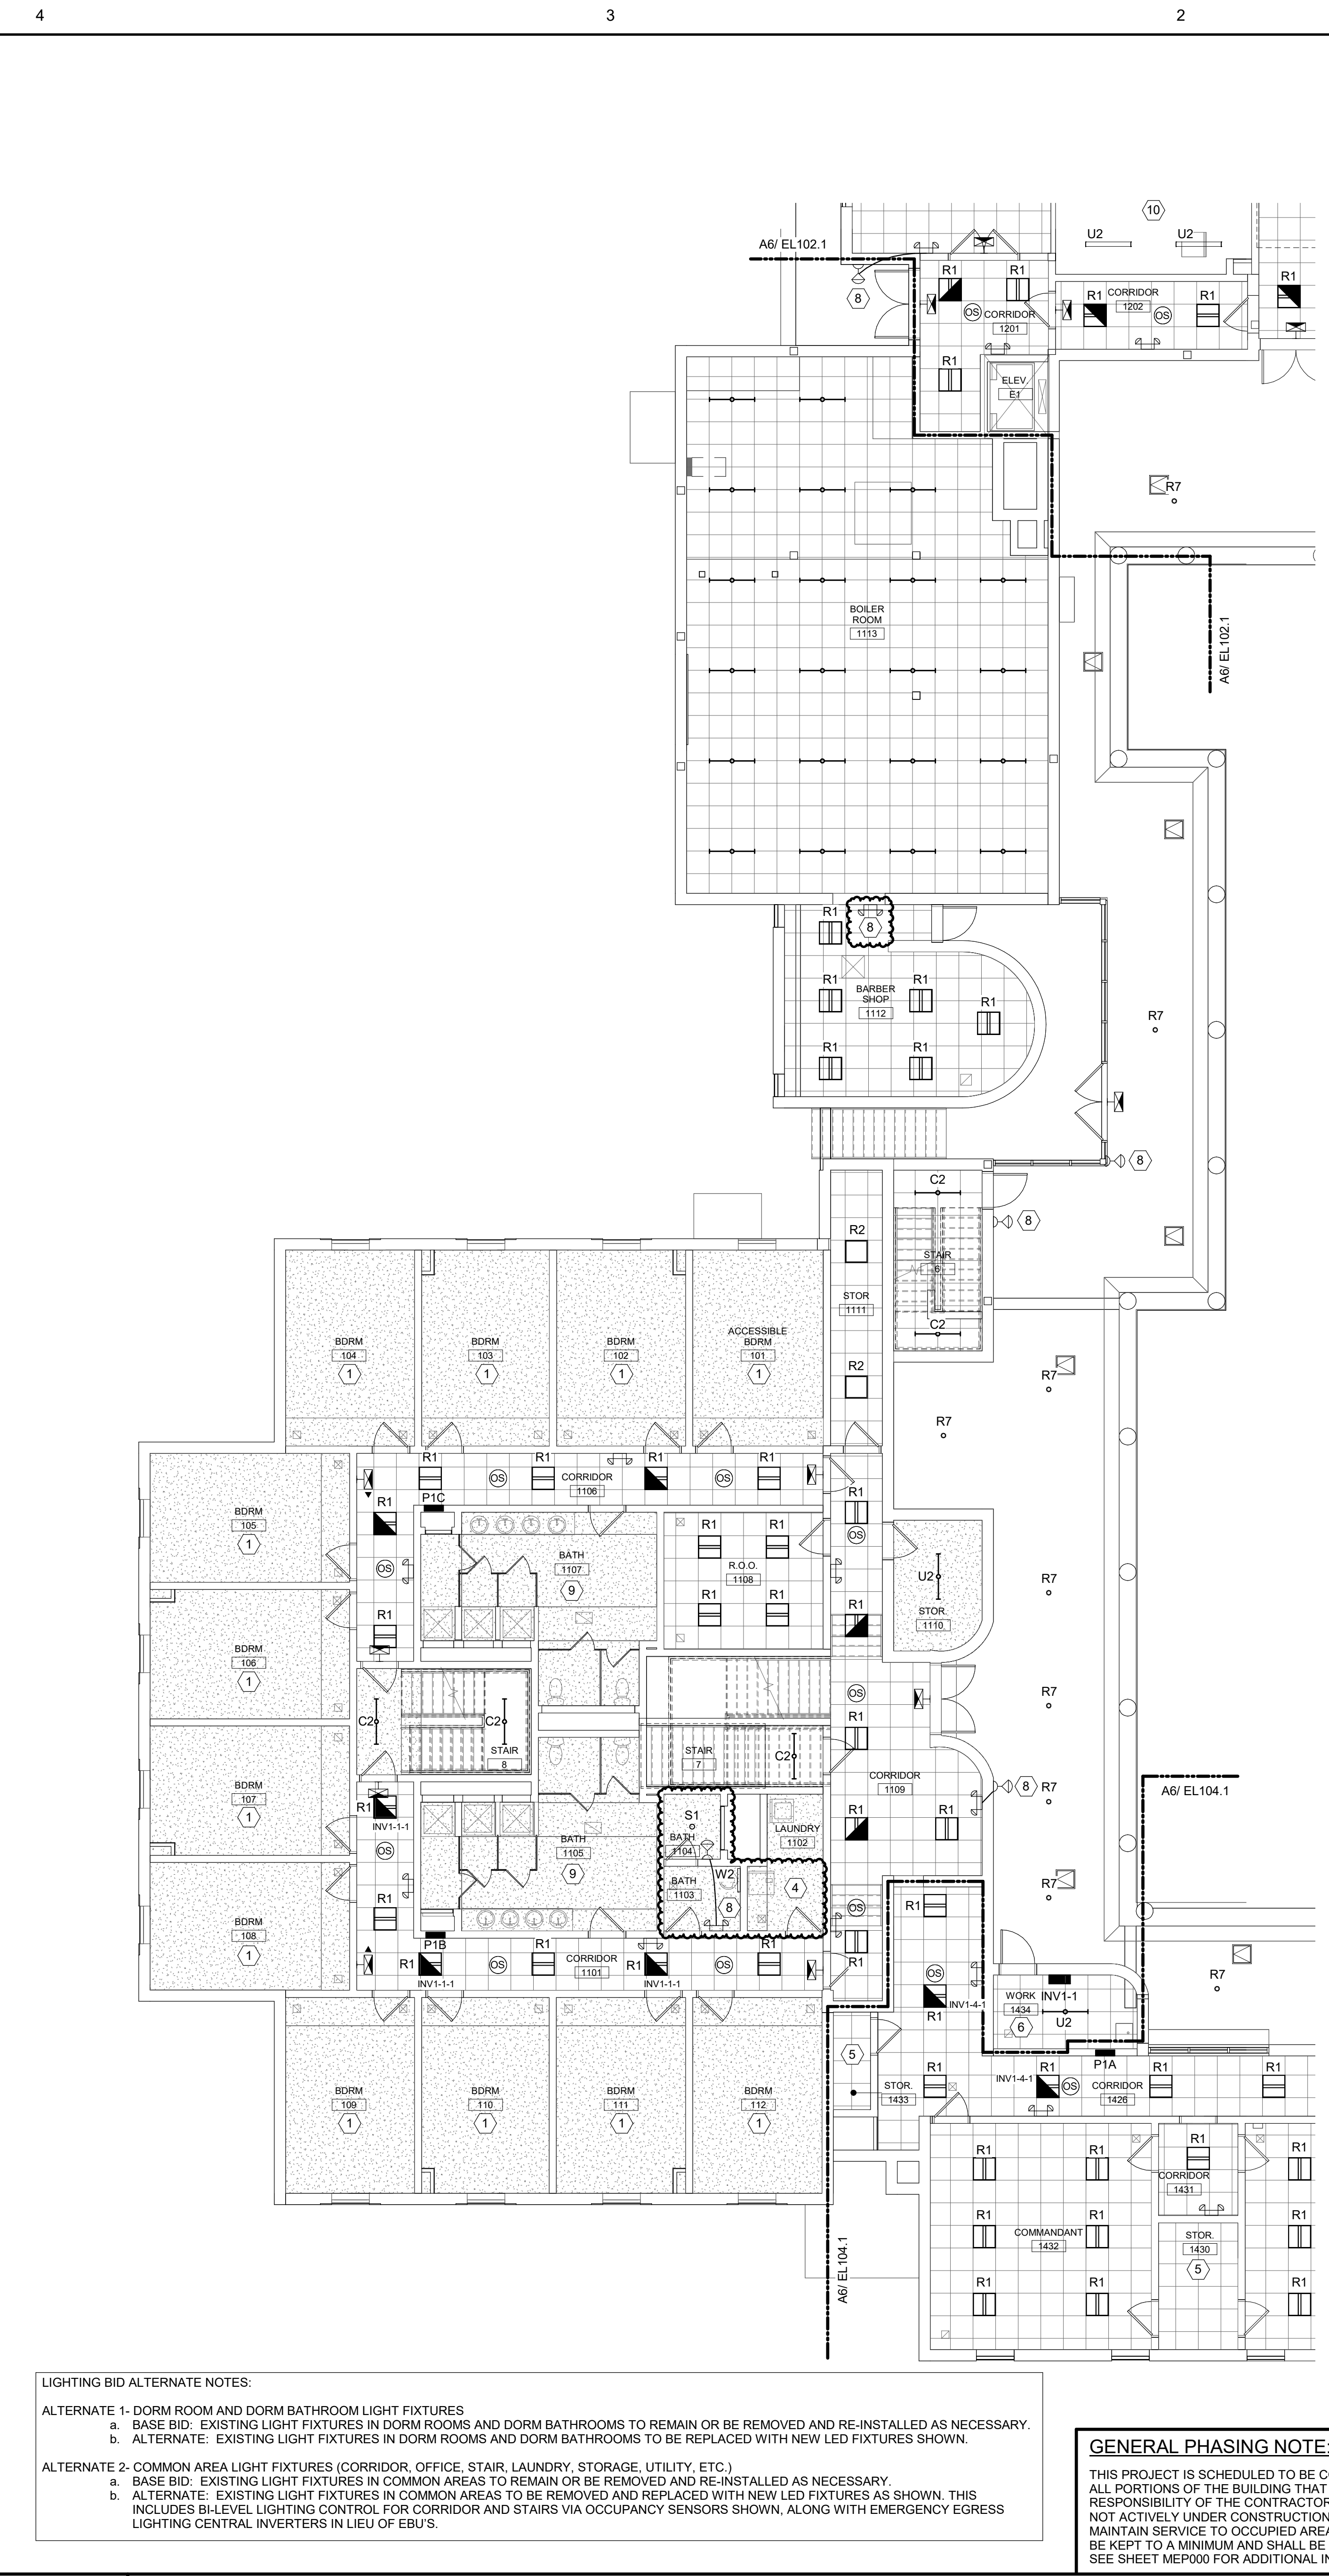 4 3 2
10
A6/ EL102.1
U2 U2
R1 R1 R1
8
R1 CORRIDOR R1
1202
OS CORRIDOR OS
1201
R1
ELEV.
E1
R7
BOILER
ROOM
1113
A6/ EL102.1
R1
8
R1 R1
BARBER
SHOP
1112
R1
R7
R1 R1
8
C2
8
R2
STAIR
6
STOR
1111
C2
BDRM
104
1
BDRM
103
1
BDRM
102
1
ACCESSIBLE
BDRM
101
1
R2
R7
R7
R1 R1 R1 R1
OS CORRIDOR OS
1106
P1C
BDRM
105
1
R1
OS
R1
OS
R1 R1
BATH
1107
9
R.O.O.
1108
U2
STOR.
1110
R7
R1 R1
R1
R1
BDRM
106
1
OS
R7
C2 C2
STAIR
8
R1
STAIR
7
C2
CORRIDOR
1109
BDRM
107
1
8 R7
A6/ EL104.1
R1
INV1-1-1
S1
R1 R1
LAUNDRY
1102
BATH
1105
9
BATH
1104
OS
W2
BATH
1103
4
8
R7
R1
OS
R1
BDRM
108
1
P1B
R1 R1 R1
R1 OS CORRIDOR R1 OS
1101
INV1-1-1 INV1-1-1
OS
R7
WORK INV1-1
1434
U2
6
INV1-4-1
R1
5
P1A
R1 R1 R1 R1
INV1-4-1 OS CORRIDOR
1426
STOR.
1433
BDRM
109
1
BDRM
110
1
BDRM
111
1
BDRM
112
1
R1 R1 R1 R1
CORRIDOR
1431
R1 R1 R1
COMMANDANT
1432
STOR.
1430
5
R1 R1 R1
A6/ EL104.1
LIGHTING BID ALTERNATE NOTES:
ALTERNATE 1- DORM ROOM AND DORM BATHROOM LIGHT FIXTURES
a. BASE BID: EXISTING LIGHT FIXTURES IN DORM ROOMS AND DORM BATHROOMS TO REMAIN OR BE REMOVED AND RE-INSTALLED AS NECESSARY.
b. ALTERNATE: EXISTING LIGHT FIXTURES IN DORM ROOMS AND DORM BATHROOMS TO BE REPLACED WITH NEW LED FIXTURES SHOWN.
ALTERNATE 2- COMMON AREA LIGHT FIXTURES (CORRIDOR, OFFICE, STAIR, LAUNDRY, STORAGE, UTILITY, ETC.)
a. BASE BID: EXISTING LIGHT FIXTURES IN COMMON AREAS TO REMAIN OR BE REMOVED AND RE-INSTALLED AS NECESSARY.
b. ALTERNATE: EXISTING LIGHT FIXTURES IN COMMON AREAS TO BE REMOVED AND REPLACED WITH NEW LED FIXTURES AS SHOWN. THIS
INCLUDES BI-LEVEL LIGHTING CONTROL FOR CORRIDOR AND STAIRS VIA OCCUPANCY SENSORS SHOWN, ALONG WITH EMERGENCY EGRESS
LIGHTING CENTRAL INVERTERS IN LIEU OF EBU'S.
GENERAL PHASING NOTE:
THIS PROJECT IS SCHEDULED TO BE
ALL PORTIONS OF THE BUILDING THAT
RESPONSIBILITY OF THE CONTRACTOR
NOT ACTIVELY UNDER CONSTRUCTION
MAINTAIN SERVICE TO OCCUPIED
BE KEPT TO A MINIMUM AND SHALL BE
SEE SHEET MEP000 FOR ADDITIONAL